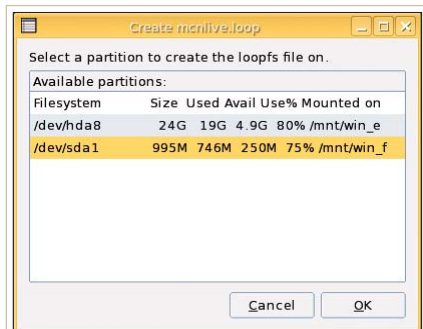 Create mcnlive.loop
Select a partition to create the loopfs file on.
Available partitions:
Filesystem Size Used Avail Use% Mounted on
/dev/hda8 24G 19G 4.9G 80% /mnt/win_e
/dev/sda1 995M 746M 250M 75% /mnt/win_f
Cancel OK